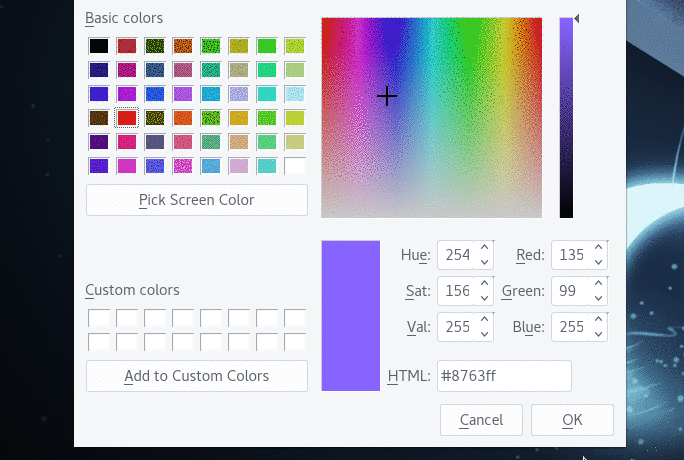 Basic colors
Pick Screen Color
Hue: 254 Red: 135
Custom colors
Sat: 156 Green: 99
Val: 255 Blue: 255
Add to Custom Colors
HTML: #8763ff
Cancel OK